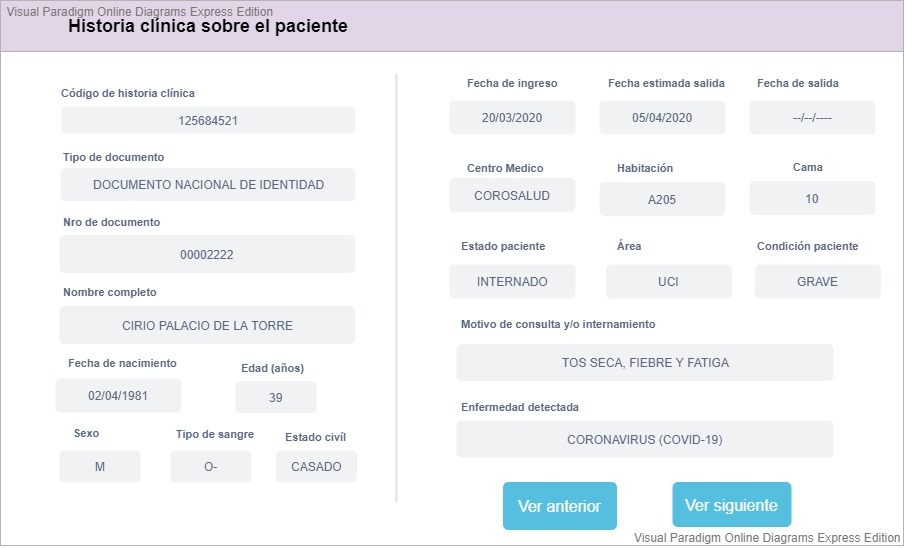 Visual Paradigm Online Diagrams Express Edition
Historia clínica sobre el paciente
Código de historia clínica
125684521
Tipo de documento
DOCUMENTO NACIONAL DE IDENTIDAD
Nro de documento
00002222
Nombre completo
CIRIO PALACIO DE LA TORRE
Fecha de nacimiento
Edad (años)
02/04/1981
39
Sexo
Tipo de sangre
Estado civíl
M
O-
CASADO
Fecha de ingreso
Fecha estimada salida
Fecha de salida
20/03/2020
05/04/2020
--/--/----
Centro Medico
Habitación
Cama
COROSALUD
A205
10
Estado paciente
Área
Condición paciente
INTERNADO
UCI
GRAVE
Motivo de consulta y/o internamiento
TOS SECA, FIEBRE Y FATIGA
Enfermedad detectada
CORONAVIRUS (COVID-19)
Ver anterior
Ver siguiente
Visual Paradigm Online Diagrams Express Edition